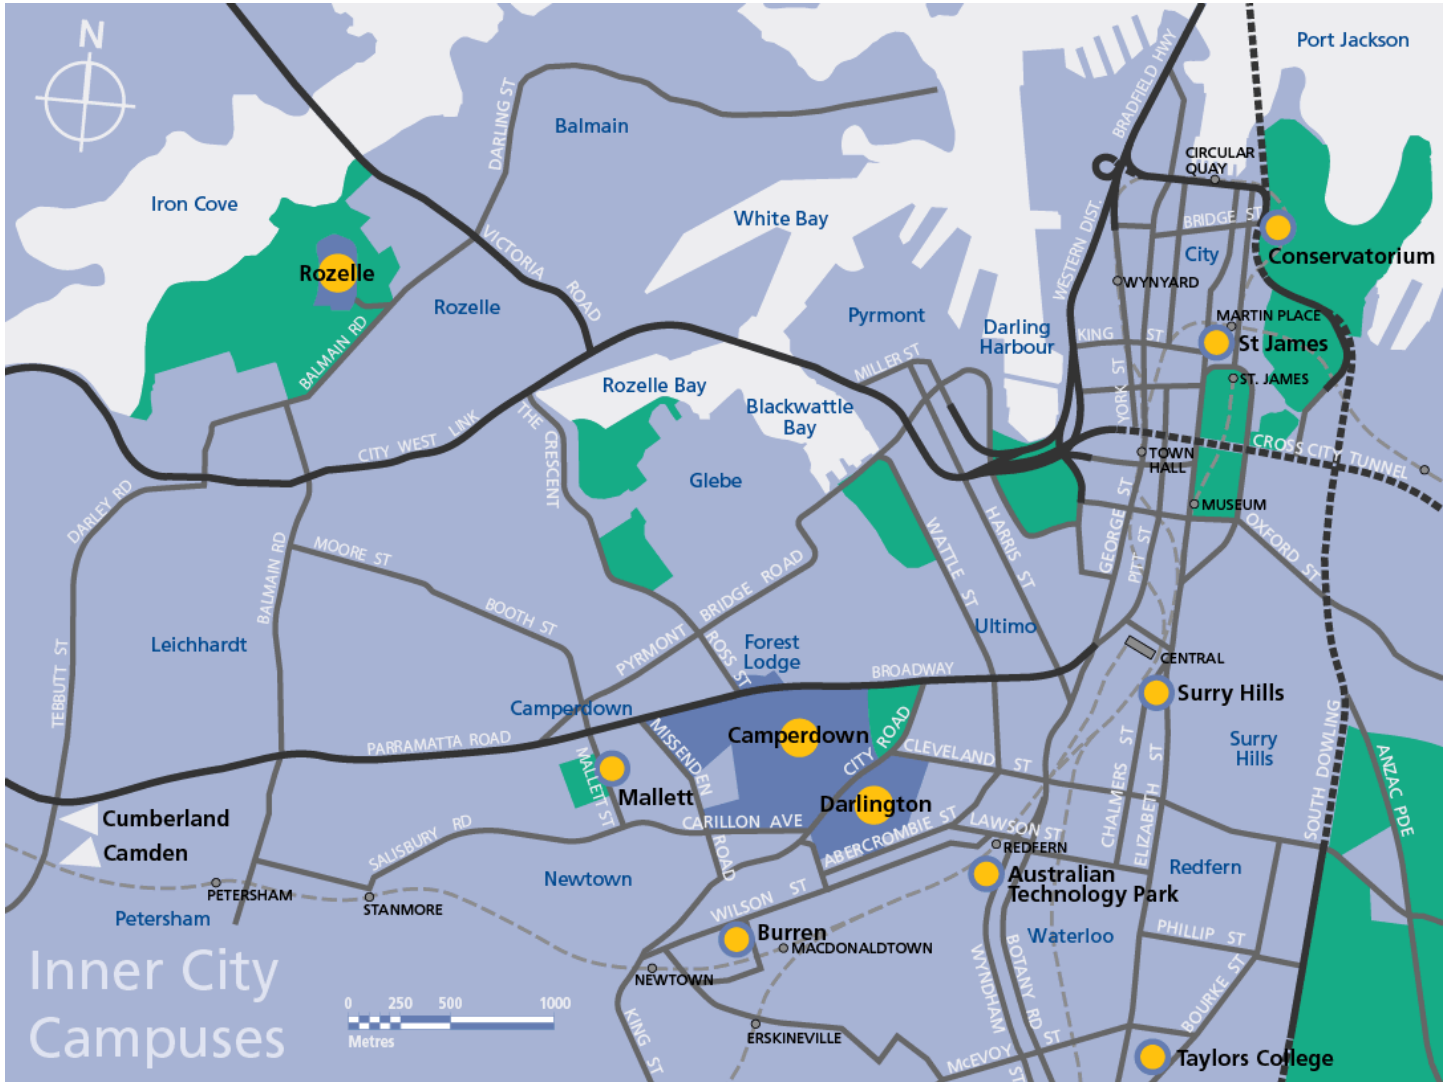 N
Port Jackson
BRADFIELD HWY
DARLING ST
Balmain
CIRCULAR
QUAY
Iron Cove
White Bay
WESTERN DIST.
BRIDGE ST
City
Conservatorium
Rozelle
VICTORIA
ROAD
Rozelle
WYNYARD
Pyrmont
Darling
Harbour
MARTIN PLACE
KING ST
St James
BALMAIN RD
MILLER ST
Rozelle Bay
ST. JAMES
YORK ST
Blackwattle
Bay
CITY WEST LINK
THE CRESCENT
CROSS CITY TUNNEL
TOWN
HALL
Glebe
DARLEY RD
MUSEUM
GEORGE ST
PITT ST
OXFORD ST
HARRIS ST
WATTLE ST
MOORE ST
BALMAIN RD
BOOTH ST
PYRMONT BRIDGE ROAD
ROSS ST
Forest
Lodge
Ultimo
Leichhardt
TEBBUTT ST
BROADWAY
CENTRAL
Surry Hills
Camperdown
PARRAMATTA ROAD
MISSENDEN
ROAD
Camperdown
CITY ROAD
CLEVELAND ST
Surry
Hills
SOUTH DOWLING
ANZAC PDE
MALLETT ST
Mallett
Darlington
CHALMERS ST
ELIZABETH ST
Cumberland
Camden
SALISBURY RD
CARILLON AVE
ABERCROMBIE ST
LAWSON ST
REDFERN
Australian
Technology Park
Redfern
PETERSHAM
STANMORE
Newtown
Petersham
WILSON ST
Burren
MACDONALDTOWN
Waterloo
PHILLIP ST
Inner City
Campuses
NEWTOWN
WYNDHAM
ST
BOTANY RD
BOURKE ST
0 250 500 1000
Metres
KING ST
ERSKINEVILLE
McEVOY ST
Taylors College